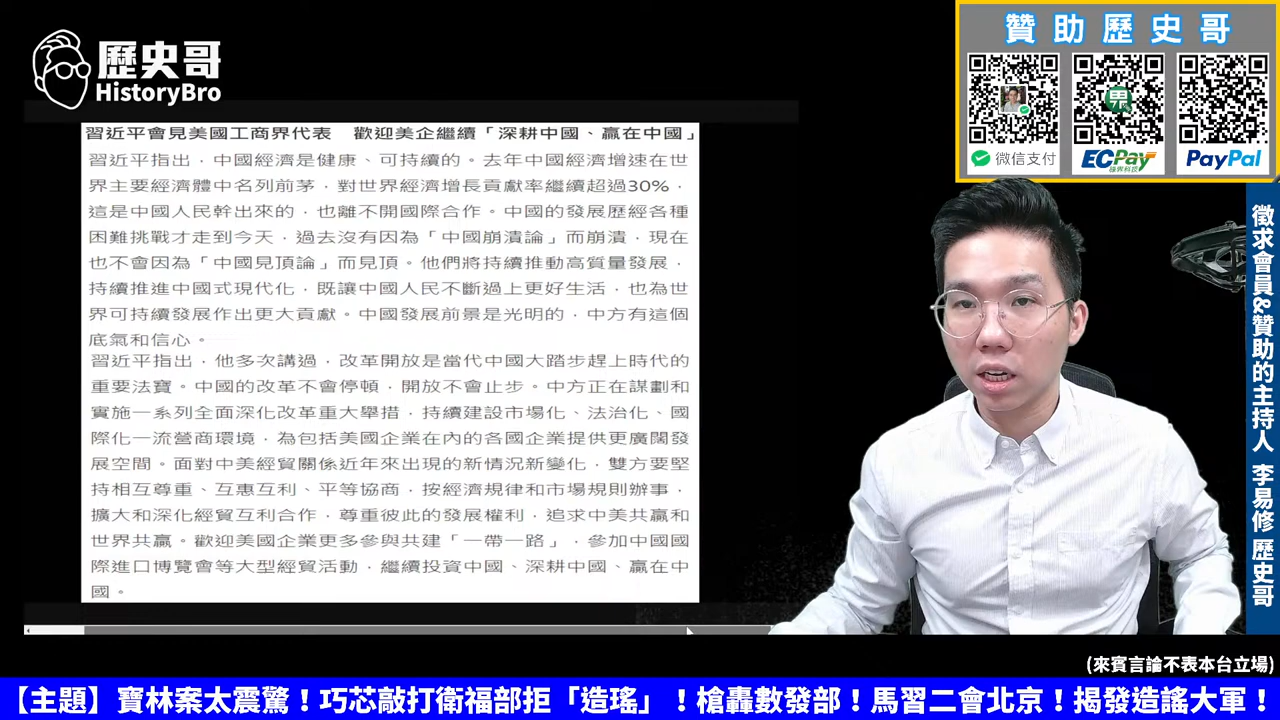 歷史哥
HistoryBro
贊助歷史哥
微信支付
ECPay
綠界科技
PayPal
習近平會見美國工商界代表 歡迎美企繼續「深耕中國、贏在中國」
習近平指出，中國經濟是健康、可持續的。去年中國經濟增速在世
界主要經濟體中名列前茅，對世界經濟增長貢獻率繼續超過30%，
這是中國人民幹出來的，也離不開國際合作。中國的發展歷經各種
困難挑戰才走到今天，過去沒有因為「中國崩潰論」而崩潰，現在
也不會因為「中國見頂論」而見頂。他們將持續推動高質量發展，
持續推進中國式現代化，既讓中國人民不斷過上更好生活，也為世
界可持續發展作出更大貢獻。中國發展前景是光明的，中方有這個
底氣和信心。
習近平指出，他多次講過，改革開放是當代中國大踏步趕上時代的
重要法寶。中國的改革不會停頓，開放不會止步。中方正在謀劃和
實施一系列全面深化改革重大舉措，持續建設市場化、法治化、國
際化一流營商環境，為包括美國企業在內的各國企業提供更廣闊發
展空間。面對中美經貿關係近年來出現的新情況新變化，雙方要堅
持相互尊重、互惠互利、平等協商，按經濟規律和市場規則辦事，
擴大和深化經貿互利合作，尊重彼此的發展權利，追求中美共贏和
世界共贏。歡迎美國企業更多參與共建「一帶一路」，參加中國國
際進口博覽會等大型經貿活動，繼續投資中國、深耕中國、贏在中
國。
徵求會員&贊助的主持人 李易修 歷史哥
(來賓言論不表本台立場)
【主題】寶林案太震驚！巧芯敲打衛福部拒「造瑤」！槍轟數發部！馬習二會北京！揭發造謠大軍！